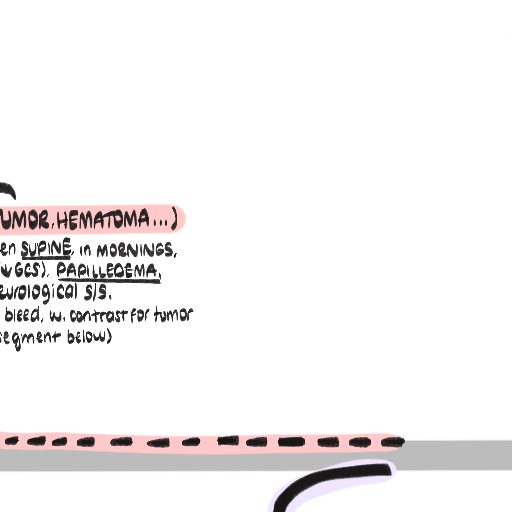 UMOR, HEMATOMA...)
en SUPINE, in MORNINGS,
W GCS), PAPILLEDEMA,
eurological s/s.
bleed, w. contrast for tumor
segment below)